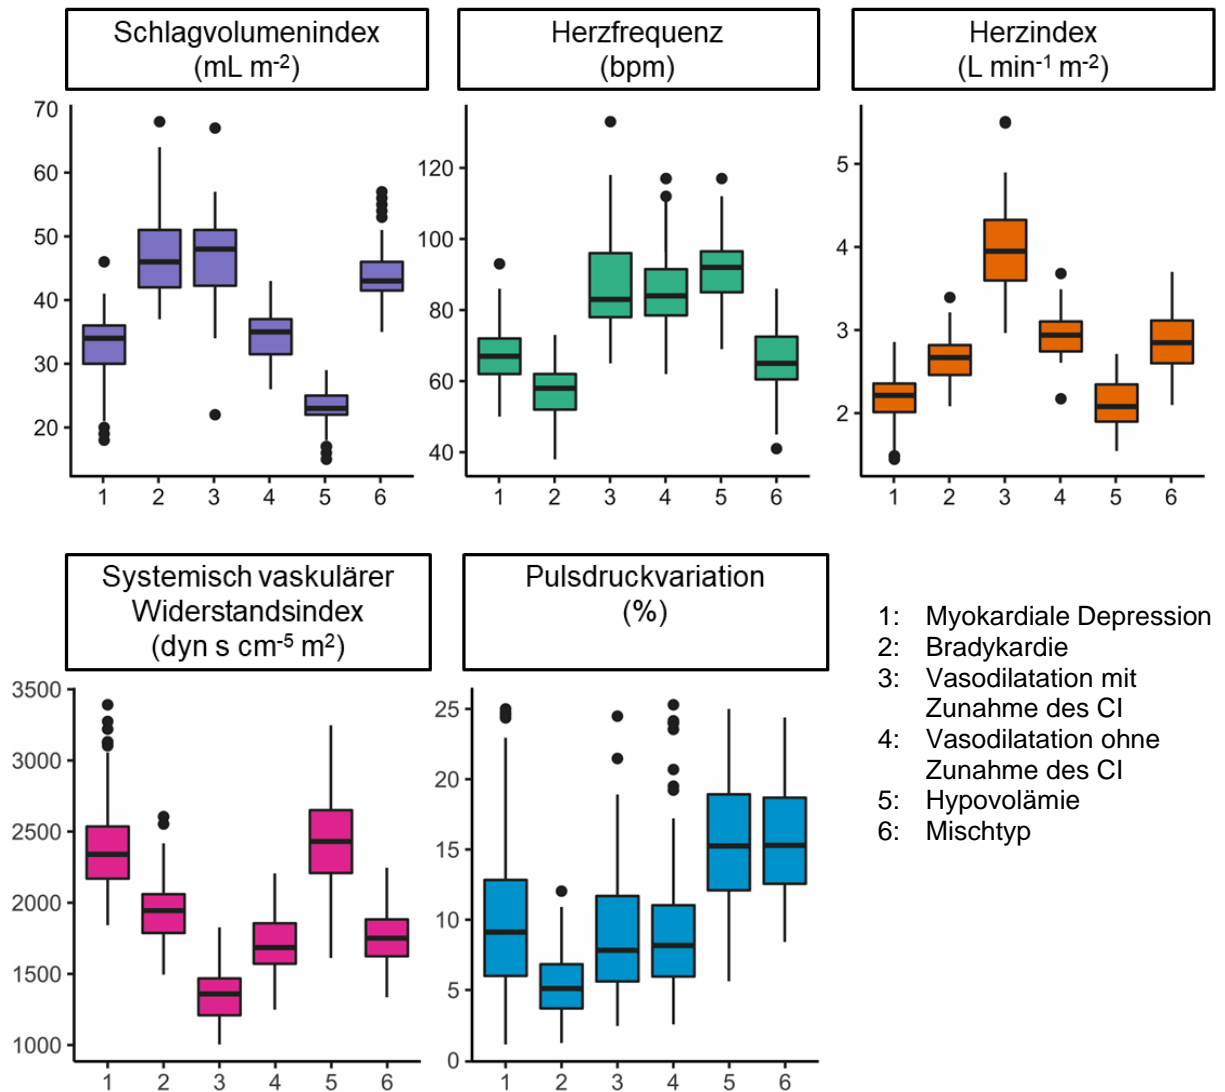 Schlagvolumenindex
(mL m-2)
Herzfrequenz
(bpm)
Herzindex
(L min-1 m-2)
70
60
50
40
30
20
1 2 3 4 5 6
120
100
80
60
40
1 2 3 4 5 6
5
4
3
2
1 2 3 4 5 6
Systemisch vaskulärer
Widerstandsindex
(dyn s cm-5 m2)
Pulsdruckvariation
(%)
3500
3000
2500
2000
1500
1000
1 2 3 4 5 6
25
20
15
10
5
0
1 2 3 4 5 6
1: Myokardiale Depression
2: Bradykardie
3: Vasodilatation mit
Zunahme des CI
4: Vasodilatation ohne
Zunahme des CI
5: Hypovolämie
6: Mischtyp